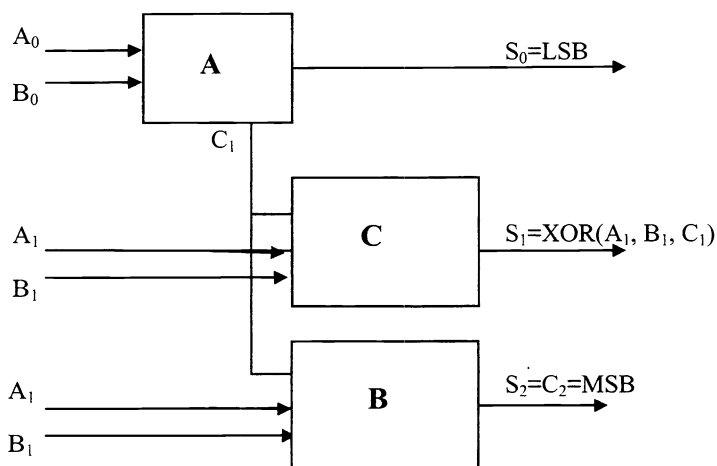 A₀
B₀
A
S₀=LSB
C₁
A₁
B₁
C
S₁=XOR(A₁, B₁, C₁)
A₁
B₁
B
S₂=C₂=MSB